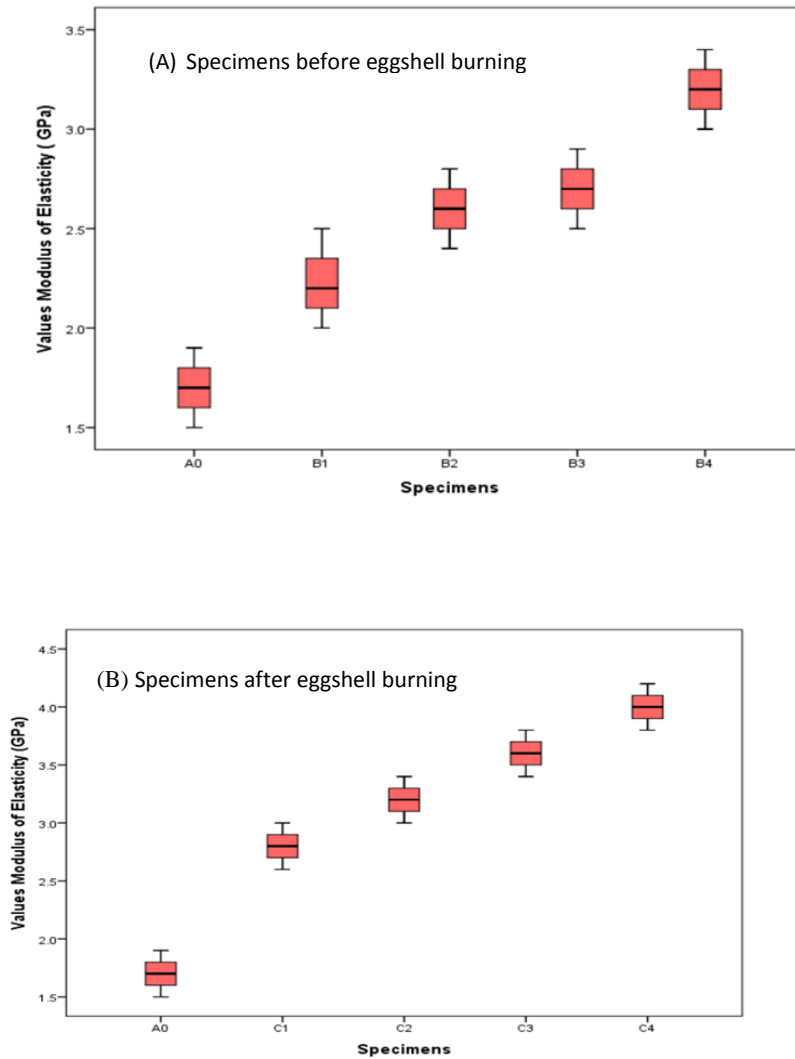 (A) Specimens before eggshell burning
Values Modulus of Elasticity ( GPa)
3.5
3.0
2.5
2.0
1.5
A0 B1 B2 B3 B4
Specimens
(B) Specimens after eggshell burning
Values Modulus of Elasticity (GPa)
4.5
4.0
3.5
3.0
2.5
2.0
1.5
A0 C1 C2 C3 C4
Specimens